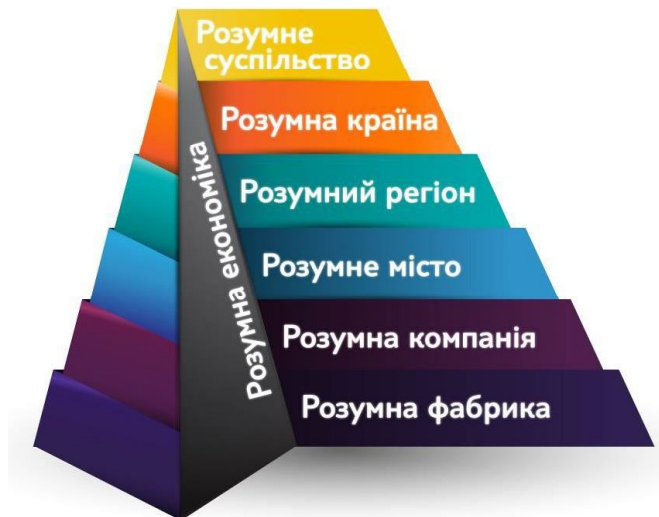 Розумне
суспільство
Розумна країна
Розумний регіон
Розумне місто
Розумна компанія
Розумна фабрика
Розумна економіка